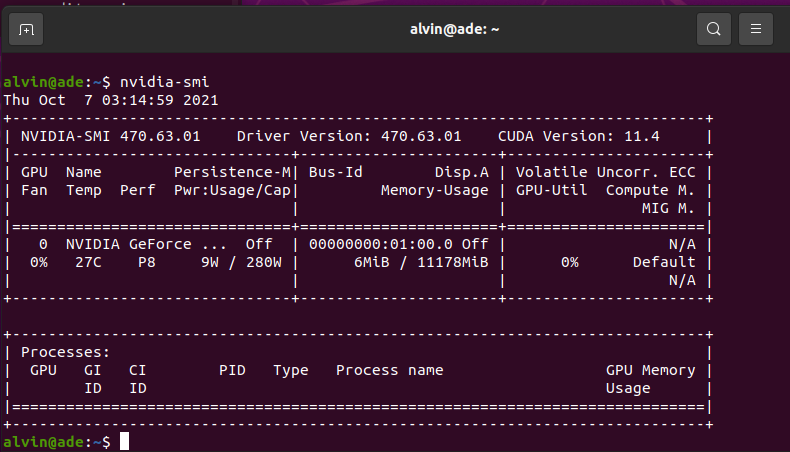 alvin@ade: ~
alvin@ade:~$ nvidia-smi
Thu Oct  7 03:14:59 2021
+-----------------------------------------------------------------------------+
| NVIDIA-SMI 470.63.01    Driver Version: 470.63.01    CUDA Version: 11.4     |
|-------------------------------+----------------------+----------------------+
| GPU  Name        Persistence-M| Bus-Id        Disp.A | Volatile Uncorr. ECC |
| Fan  Temp  Perf  Pwr:Usage/Cap|         Memory-Usage | GPU-Util  Compute M. |
|                               |                      |               MIG M. |
|===============================+======================+======================|
|   0  NVIDIA GeForce ...  Off  | 00000000:01:00.0 Off |                  N/A |
|  0%   27C    P8     9W / 280W |      6MiB / 11178MiB |      0%      Default |
|                               |                      |                  N/A |
+-------------------------------+----------------------+----------------------+
+-----------------------------------------------------------------------------+
| Processes:                                                                  |
|  GPU   GI   CI        PID   Type   Process name                  GPU Memory |
|        ID   ID                                                   Usage      |
|=============================================================================|
+-----------------------------------------------------------------------------+
alvin@ade:~$